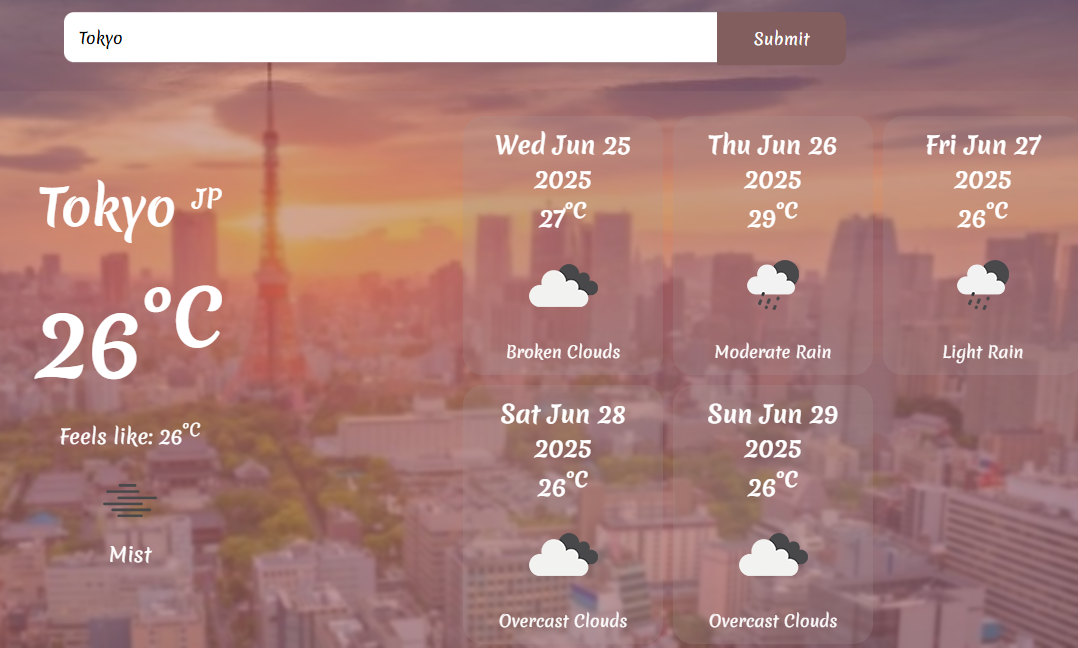 Tokyo
Submit
Tokyo JP
26°C
Feels like: 26°C
Mist
Wed Jun 25
2025
27°C
Broken Clouds
Thu Jun 26
2025
29°C
Moderate Rain
Fri Jun 27
2025
26°C
Light Rain
Sat Jun 28
2025
26°C
Overcast Clouds
Sun Jun 29
2025
26°C
Overcast Clouds